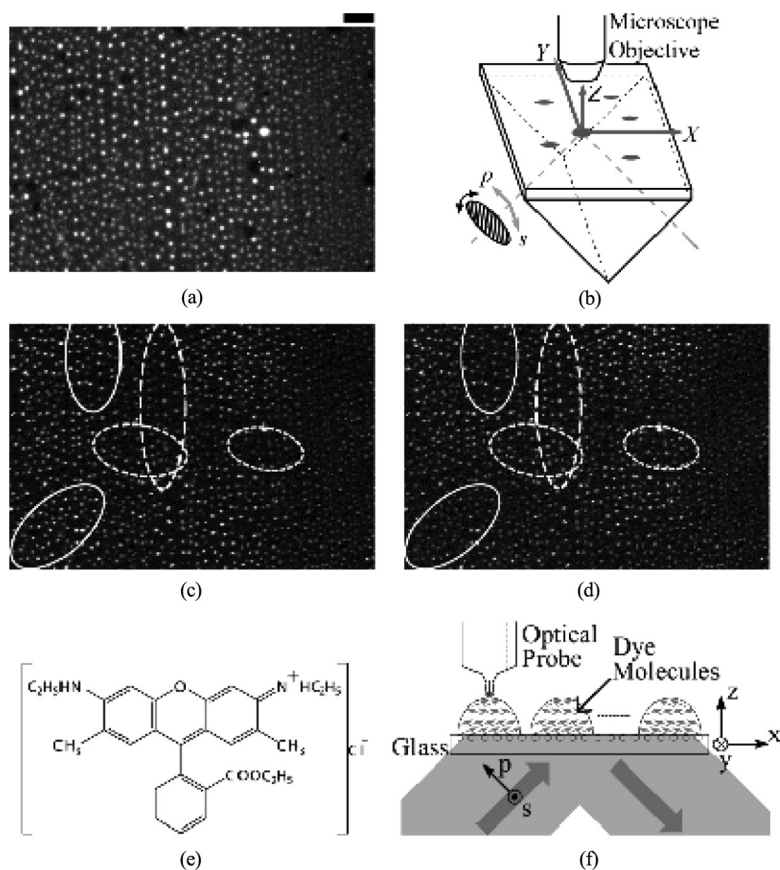 Microscope
Objective
Y
Z
X
p
s
(a)
(b)
(c)
(d)
C₂H₅HN
O
N⁺
HC₂H₅
CH₃
CH₃
COOC₂H₅
Cl⁻
Optical
Probe
Dye
Molecules
Glass
z
x
y
p
s
(e)
(f)